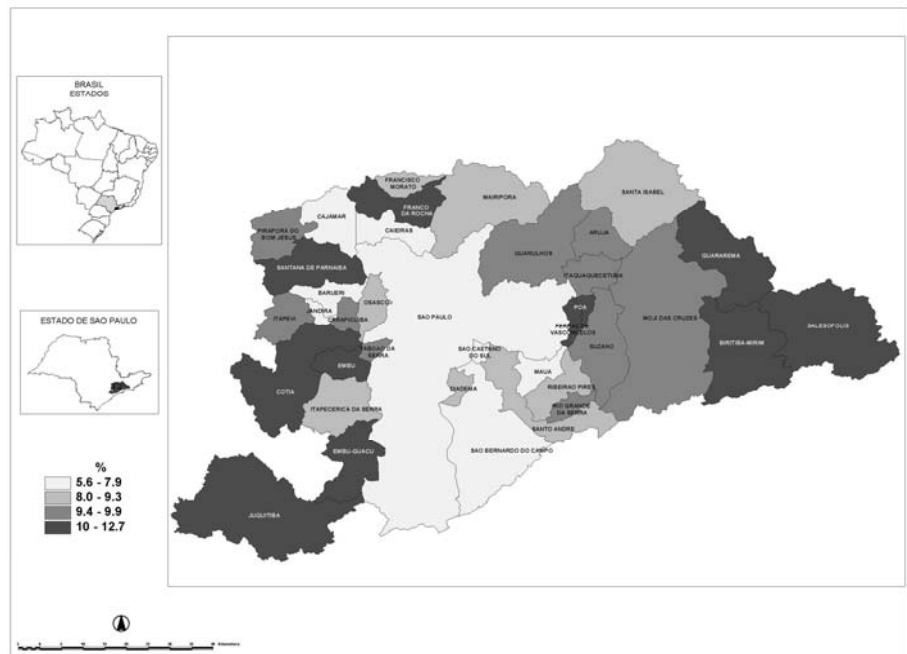 BRASIL
ESTADOS
ESTADO DE SAO PAULO
%
5.6 - 7.9
8.0 - 9.3
9.4 - 9.9
10 - 12.7
FRANCISCO
MORATO
MAIRIPORA
SANTA ISABEL
FRANCO
DA ROCHA
CAJAMAR
CAIEIRAS
PIRAPORA DO
BOM JESUS
GUARULHOS
ARUJA
GUARAREMA
SANTANA DE PARNAIBA
ITAQUAQUECETUBA
BARUERI
OSASCO
JANDIRA
CARAPICUIBA
ITAPEVI
SAO PAULO
POA
FERRAZ DE
VASCONCELOS
MOJI DAS CRUZES
SALESOPOLIS
TABOAO DA
SERRA
SUZANO
BIRITIBA-MIRIM
SAO CAETANO
DO SUL
EMBU
MAUA
COTIA
DIADEMA
RIBEIRAO PIRES
ITAPECERICA DA SERRA
RIO GRANDE
DA SERRA
SANTO ANDRE
EMBU-GUACU
SAO BERNARDO DO CAMPO
JUQUITIBA
Kilometers